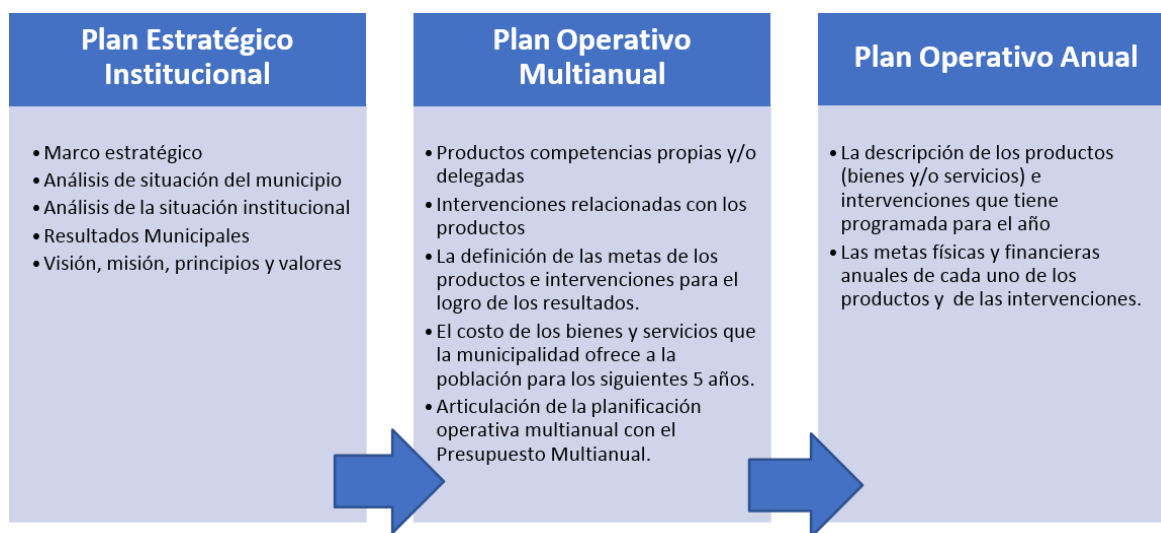 Plan Estratégico
Institucional
• Marco estratégico
• Análisis de situación del municipio
• Análisis de la situación institucional
• Resultados Municipales
• Visión, misión, principios y valores
Plan Operativo
Multianual
• Productos competencias propias y/o
delegadas
• Intervenciones relacionadas con los
productos
• La definición de las metas de los
productos e intervenciones para el
logro de los resultados.
• El costo de los bienes y servicios que
la municipalidad ofrece a la
población para los siguientes 5 años.
• Articulación de la planificación
operativa multianual con el
Presupuesto Multianual.
Plan Operativo Anual
• La descripción de los productos
(bienes y/o servicios) e
intervenciones que tiene
programada para el año
• Las metas físicas y financieras
anuales de cada uno de los
productos y de las intervenciones.